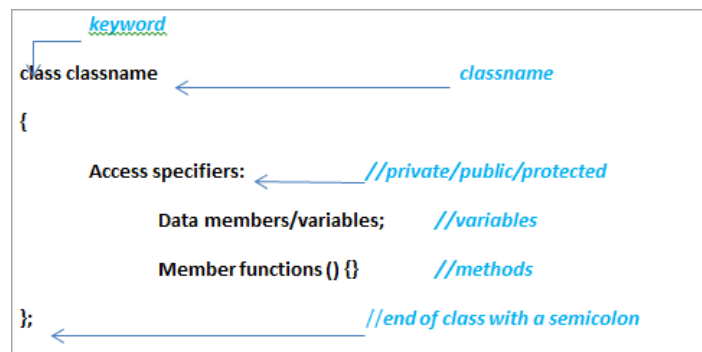 keyword
class classname classname
{
Access specifiers: //private/public/protected
Data members/variables; //variables
Member functions () {} //methods
}; //end of class with a semicolon